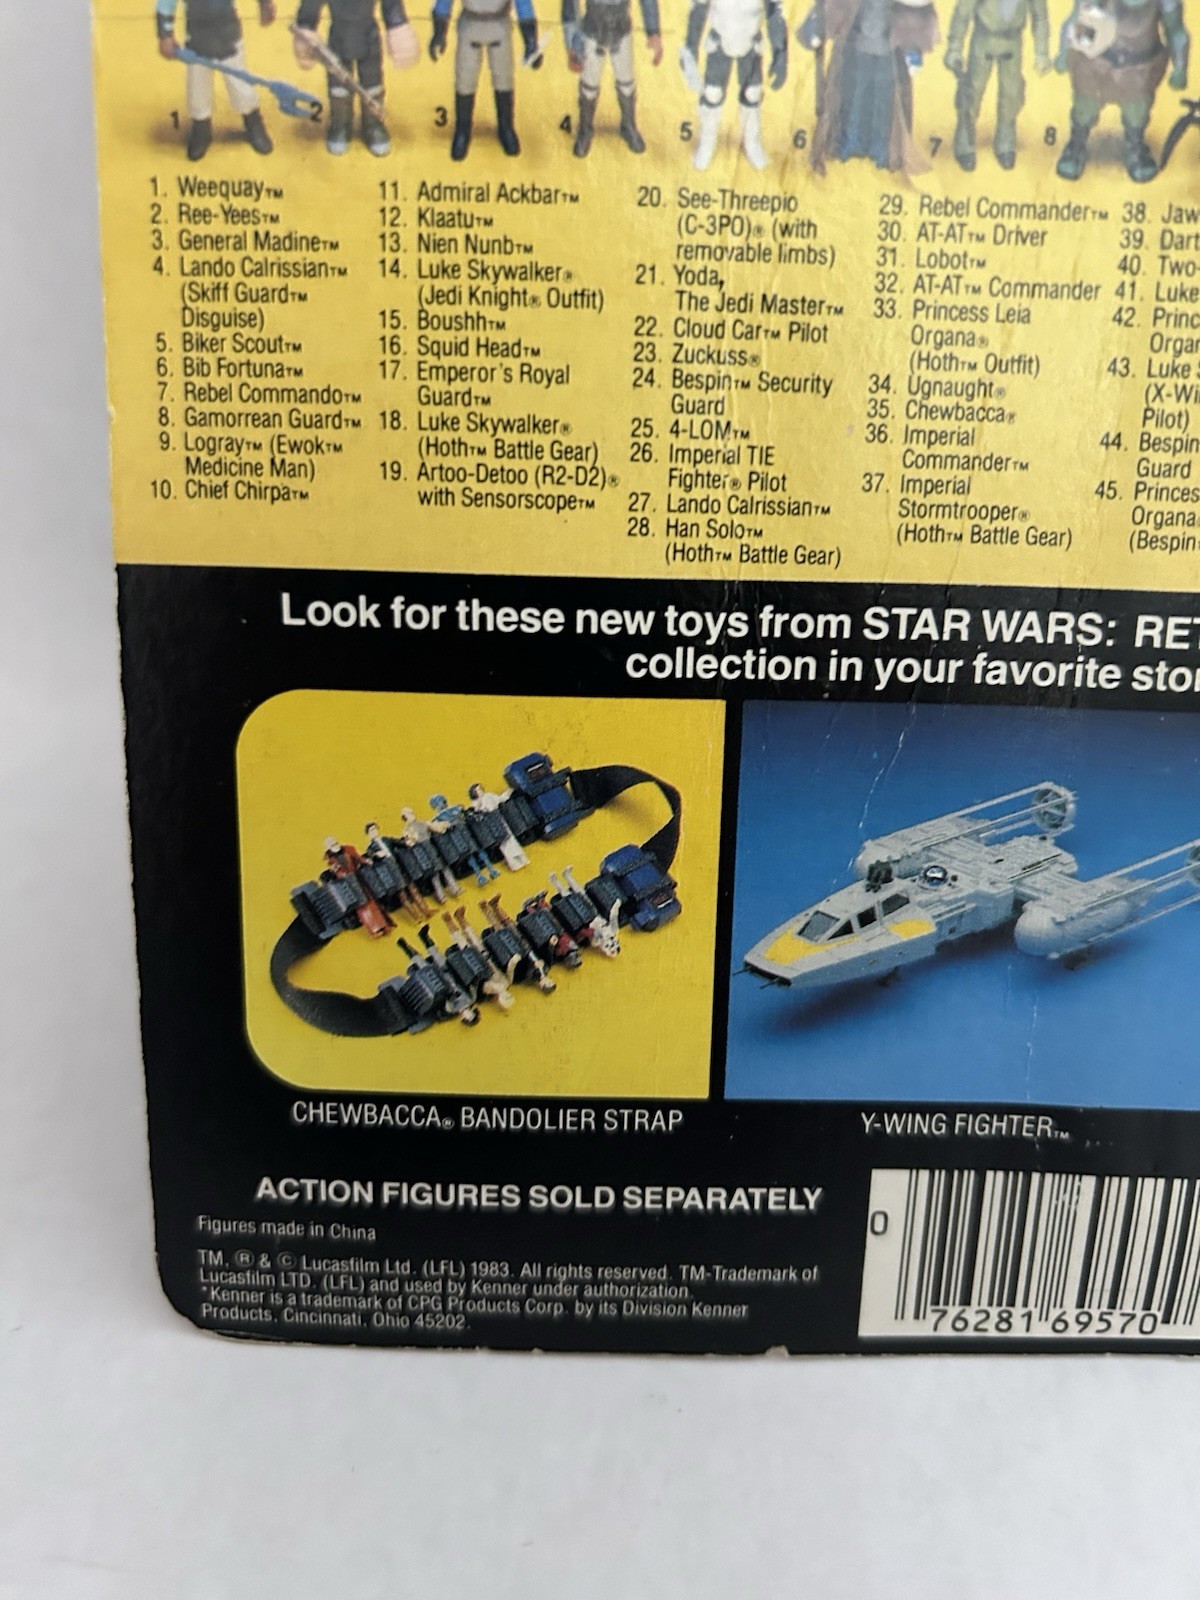 1 2 3 4 5 6 7 8
1. Weequay™
2. Ree-Yees™
3. General Madine™
4. Lando Calrissian™
(Skiff Guard™
Disguise)
5. Biker Scout™
6. Bib Fortuna™
7. Rebel Commando™
8. Gamorrean Guard™
9. Logray™ (Ewok™
Medicine Man)
10. Chief Chirpa™
11. Admiral Ackbar™
12. Klaatu™
13. Nien Nunb™
14. Luke Skywalker®
(Jedi Knight® Outfit)
15. Boushh™
16. Squid Head™
17. Emperor's Royal
Guard™
18. Luke Skywalker®
(Hoth™ Battle Gear)
19. Artoo-Detoo (R2-D2)®
with Sensorscope™
20. See-Threepio
(C-3PO)® (with
removable limbs)
21. Yoda,
The Jedi Master™
22. Cloud Car™ Pilot
23. Zuckuss®
24. Bespin™ Security
Guard
25. 4-LOM™
26. Imperial TIE
Fighter® Pilot
27. Lando Calrissian™
28. Han Solo™
(Hoth™ Battle Gear)
29. Rebel Commander™
30. AT-AT™ Driver
31. Lobot™
32. AT-AT™ Commander
33. Princess Leia
Organa®
(Hoth™ Outfit)
34. Ugnaught®
35. Chewbacca®
36. Imperial
Commander™
37. Imperial
Stormtrooper®
(Hoth™ Battle Gear)
38. Jaw
39. Dart
40. Two-
41. Luke
42. Princ
Organ
43. Luke
(X-Wi
Pilot)
44. Bespin
Guard
45. Princes
Organa
(Bespin
Look for these new toys from STAR WARS: RET
collection in your favorite stor
CHEWBACCA® BANDOLIER STRAP
Y-WING FIGHTER™
ACTION FIGURES SOLD SEPARATELY
Figures made in China
TM, ® & © Lucasfilm Ltd. (LFL) 1983. All rights reserved. TM-Trademark of
Lucasfilm LTD. (LFL) and used by Kenner under authorization.
*Kenner is a trademark of CPG Products Corp. by its Division Kenner
Products, Cincinnati, Ohio 45202.
0 76281 69570